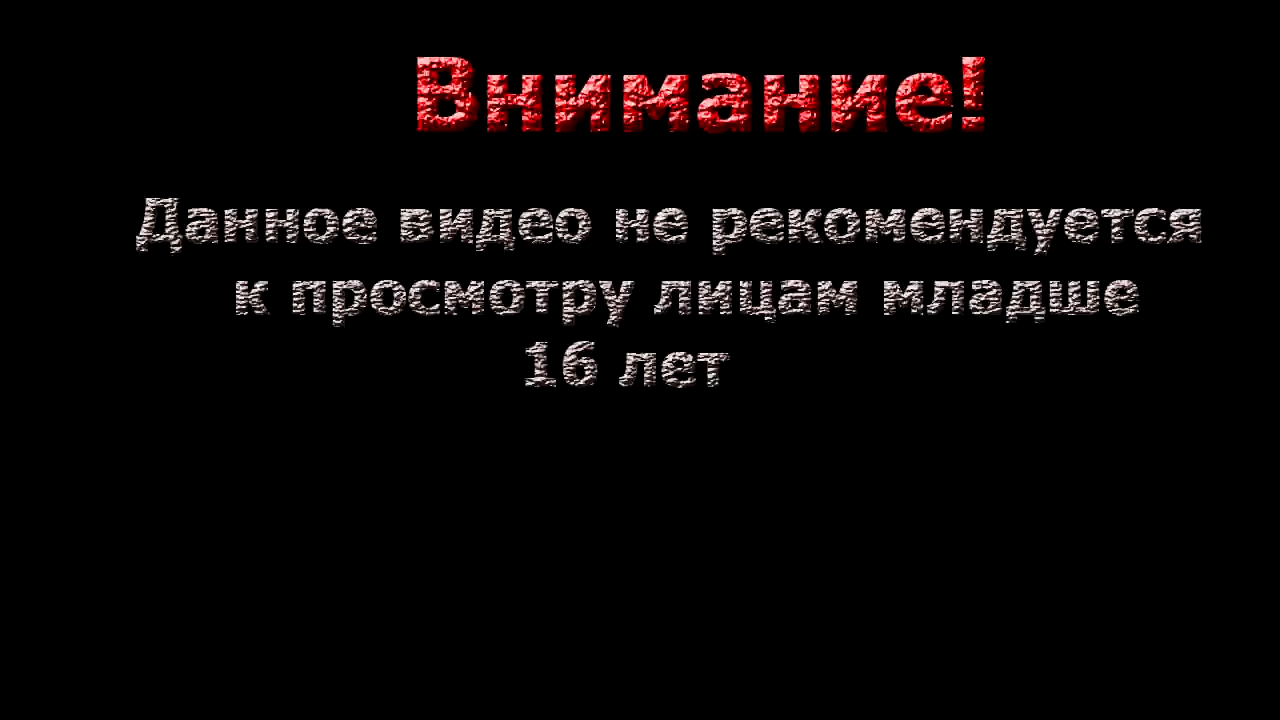 Внимание!
Данное видео не рекомендуется
к просмотру лицам младше
16 лет